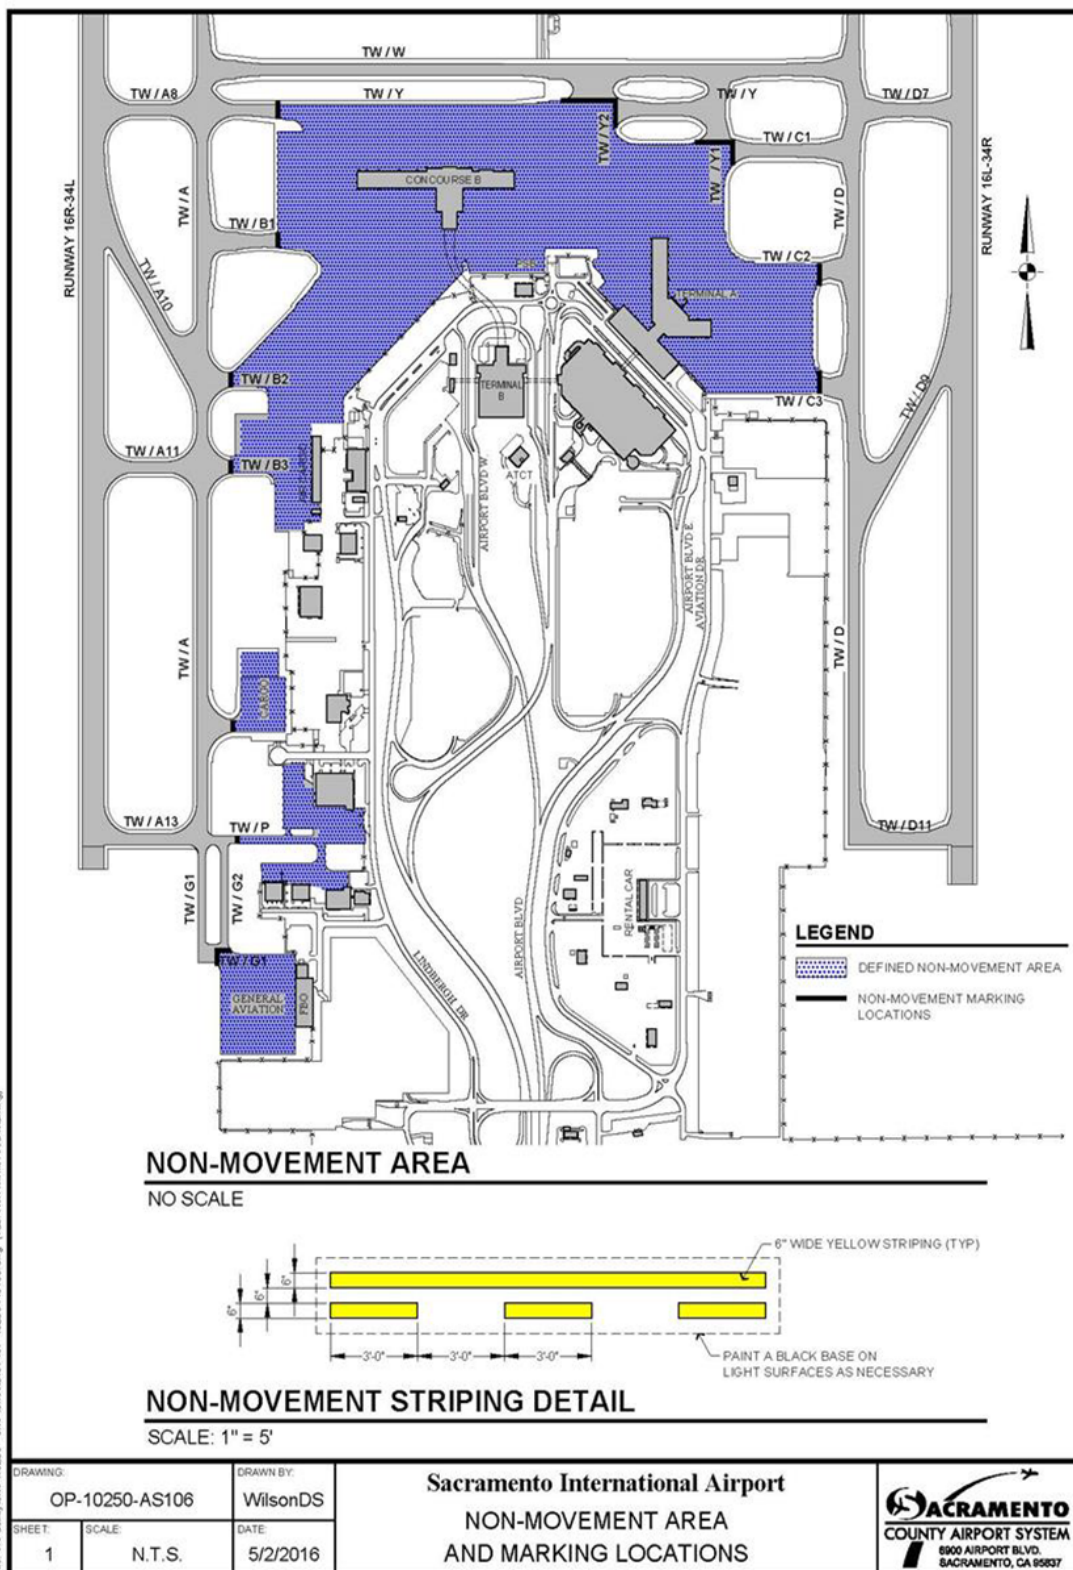 TW / W
TW / A8
TW / Y
TW / Y
TW / D7
TW / Y2
TW / C1
TW / Y1
RUNWAY 16R-34L
RUNWAY 16L-34R
CONCOURSE B
TW / A
TW / D
TW / B1
TW / C2
TW / A10
TERMINAL A
TW / B2
TERMINAL
B
TW / C3
TW / D9
TW / A11
TW / B3
ATCT
AIRPORT BLVD W.
AIRPORT BLVD E.
AVIATION DR.
TW / A
TW / D
CARGO
TW / A13
TW / P
TW / D11
TW / G1
TW / G2
RENTAL CAR
AIRPORT BLVD
LINDBERGH DR.
TW / G1
GENERAL
AVIATION
FBO
LEGEND
DEFINED NON-MOVEMENT AREA
NON-MOVEMENT MARKING
LOCATIONS
NON-MOVEMENT AREA
NO SCALE
6" WIDE YELLOW STRIPING (TYP)
6"
6"
6"
3'-0"
3'-0"
3'-0"
PAINT A BLACK BASE ON
LIGHT SURFACES AS NECESSARY
NON-MOVEMENT STRIPING DETAIL
SCALE: 1" = 5'
DRAWING:
OP-10250-AS106
DRAWN BY:
WilsonDS
SHEET:
1
SCALE:
N.T.S.
DATE:
5/2/2016
Sacramento International Airport
NON-MOVEMENT AREA
AND MARKING LOCATIONS
SACRAMENTO
COUNTY AIRPORT SYSTEM
6900 AIRPORT BLVD.
SACRAMENTO, CA 95837